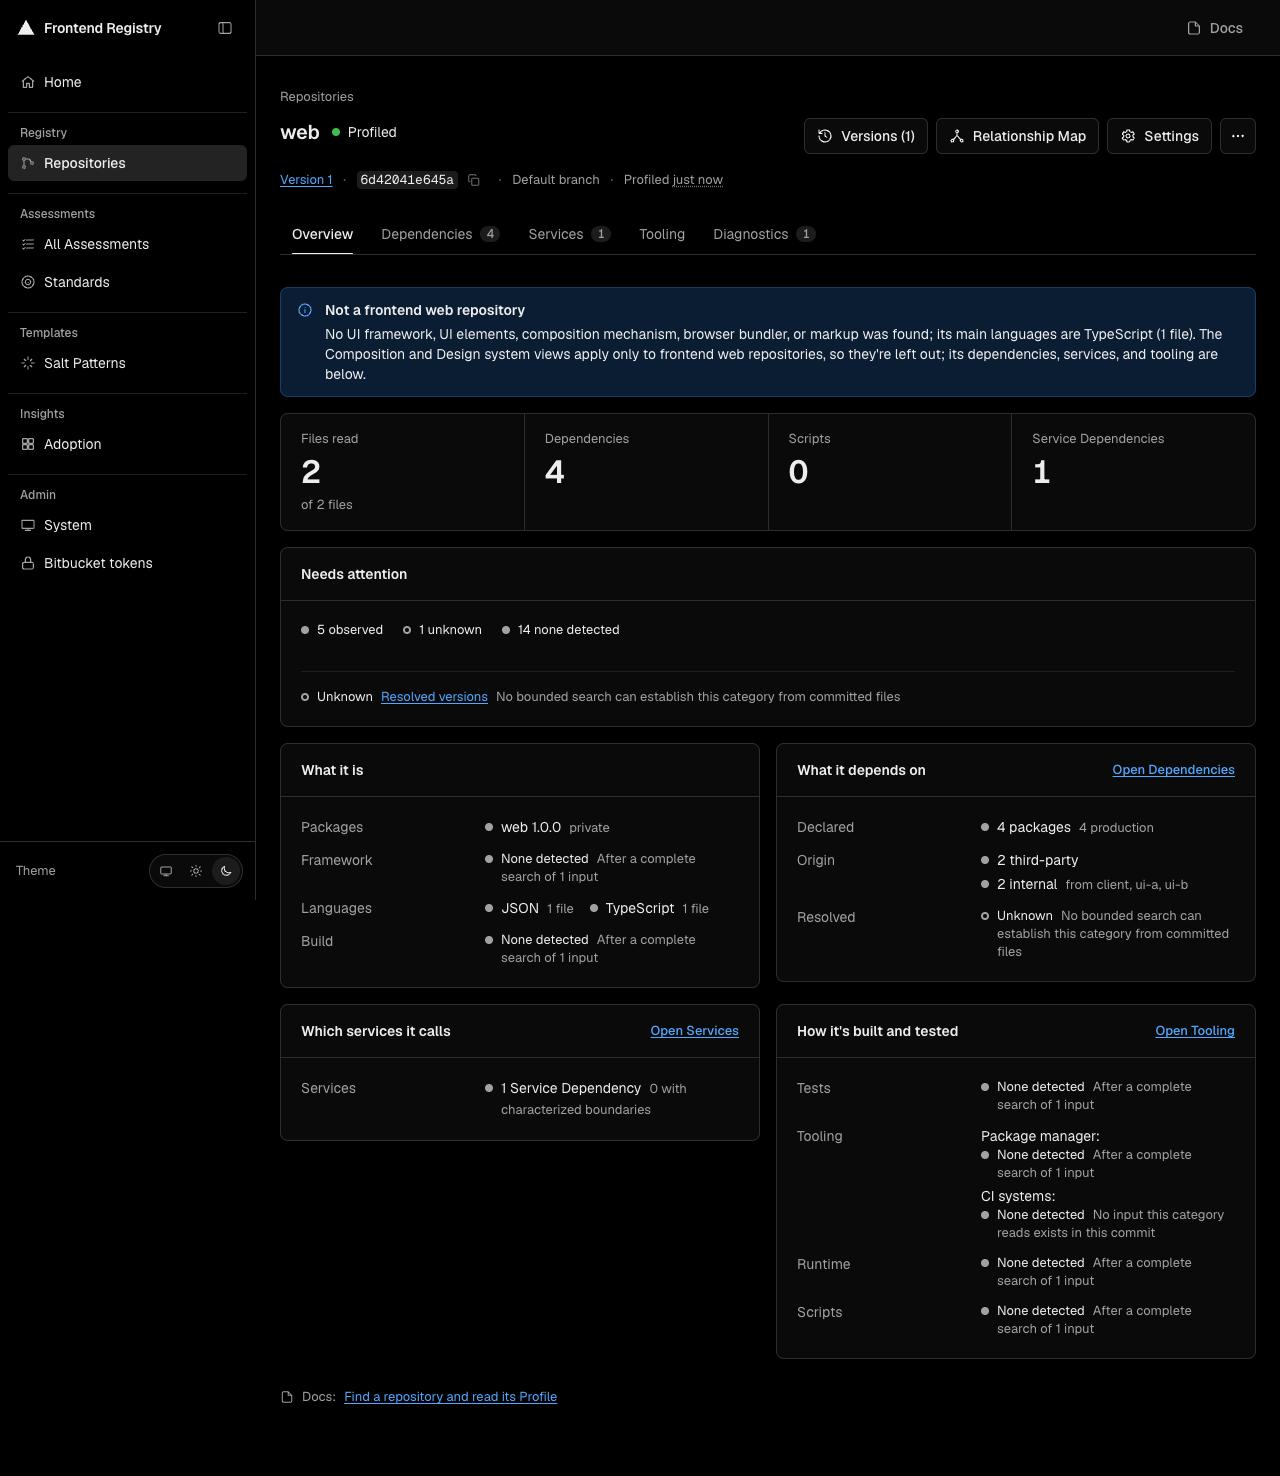 Frontend Registry
Docs
Home
Registry
Repositories
Assessments
All Assessments
Standards
Templates
Salt Patterns
Insights
Adoption
Admin
System
Bitbucket tokens
Theme
Repositories
web Profiled
Versions (1)
Relationship Map
Settings
Version 1 · 6d42041e645a · Default branch · Profiled just now
Overview
Dependencies 4
Services 1
Tooling
Diagnostics 1
Not a frontend web repository
No UI framework, UI elements, composition mechanism, browser bundler, or markup was found; its main languages are TypeScript (1 file). The
Composition and Design system views apply only to frontend web repositories, so they're left out; its dependencies, services, and tooling are
below.
Files read
2
of 2 files
Dependencies
4
Scripts
0
Service Dependencies
1
Needs attention
5 observed
1 unknown
14 none detected
Unknown Resolved versions No bounded search can establish this category from committed files
What it is
Packages
web 1.0.0 private
Framework
None detected After a complete
search of 1 input
Languages
JSON 1 file TypeScript 1 file
Build
None detected After a complete
search of 1 input
What it depends on
Open Dependencies
Declared
4 packages 4 production
Origin
2 third-party
2 internal from client, ui-a, ui-b
Resolved
Unknown No bounded search can
establish this category from committed
files
Which services it calls
Open Services
Services
1 Service Dependency 0 with
characterized boundaries
How it's built and tested
Open Tooling
Tests
None detected After a complete
search of 1 input
Tooling
Package manager:
None detected After a complete
search of 1 input
CI systems:
None detected No input this category
reads exists in this commit
Runtime
None detected After a complete
search of 1 input
Scripts
None detected After a complete
search of 1 input
Docs: Find a repository and read its Profile